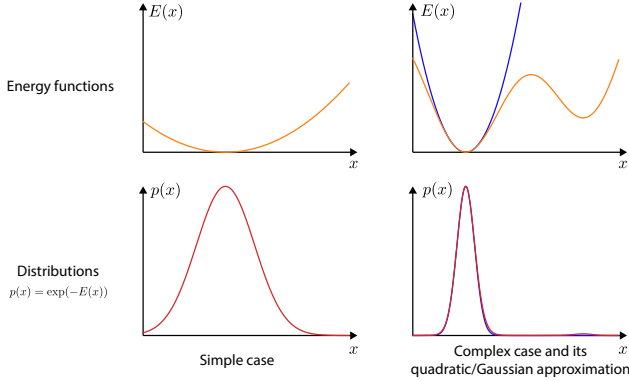 E(x)
E(x)
Energy functions
x
x
p(x)
p(x)
Distributions
p(x) = exp(−E(x))
x
x
Simple case
Complex case and its
quadratic/Gaussian approximation